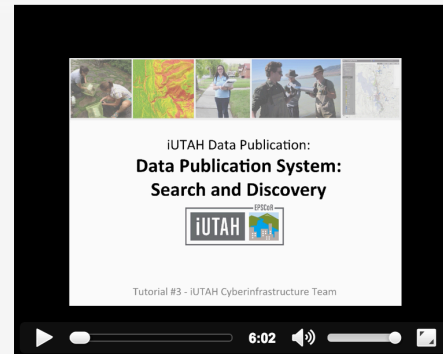 iUTAH Data Publication:
Data Publication System:
Search and Discovery
EPSCoR
iUTAH
Tutorial #3 - iUTAH Cyberinfrastructure Team
6:02